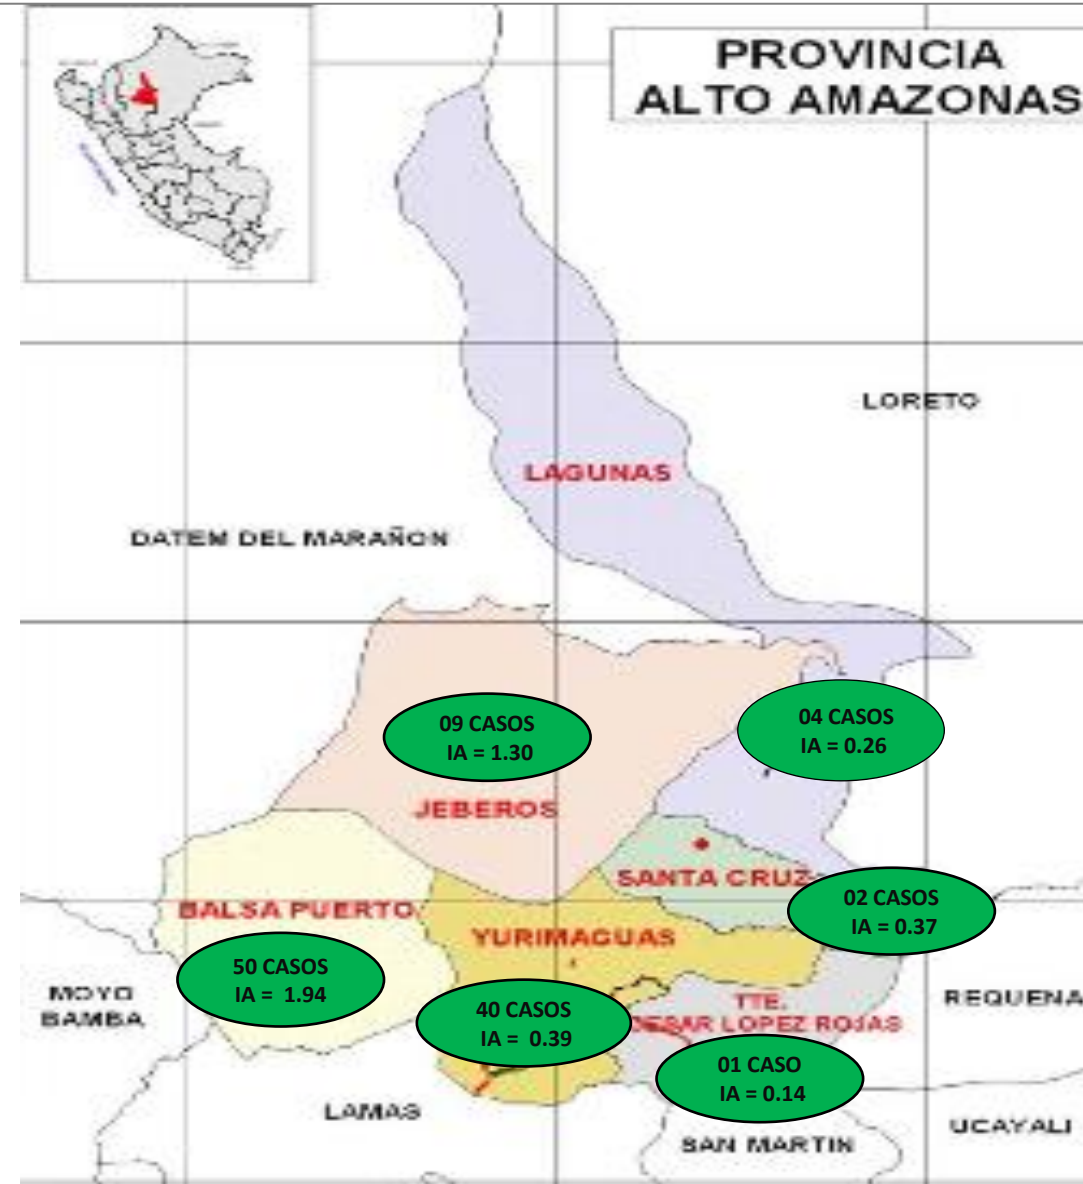 PROVINCIA
ALTO AMAZONAS
LORETO
LAGUNAS
DATEM DEL MARAÑON
09 CASOS
IA = 1.30
04 CASOS
IA = 0.26
JEBEROS
SANTA CRUZ
02 CASOS
IA = 0.37
BALSA PUERTO
YURIMAGUAS
50 CASOS
IA = 1.94
MOYO
BAMBA
40 CASOS
IA = 0.39
TTE.
CESAR LOPEZ ROJAS
REQUENA
01 CASO
IA = 0.14
LAMAS
SAN MARTIN
UCAYALI